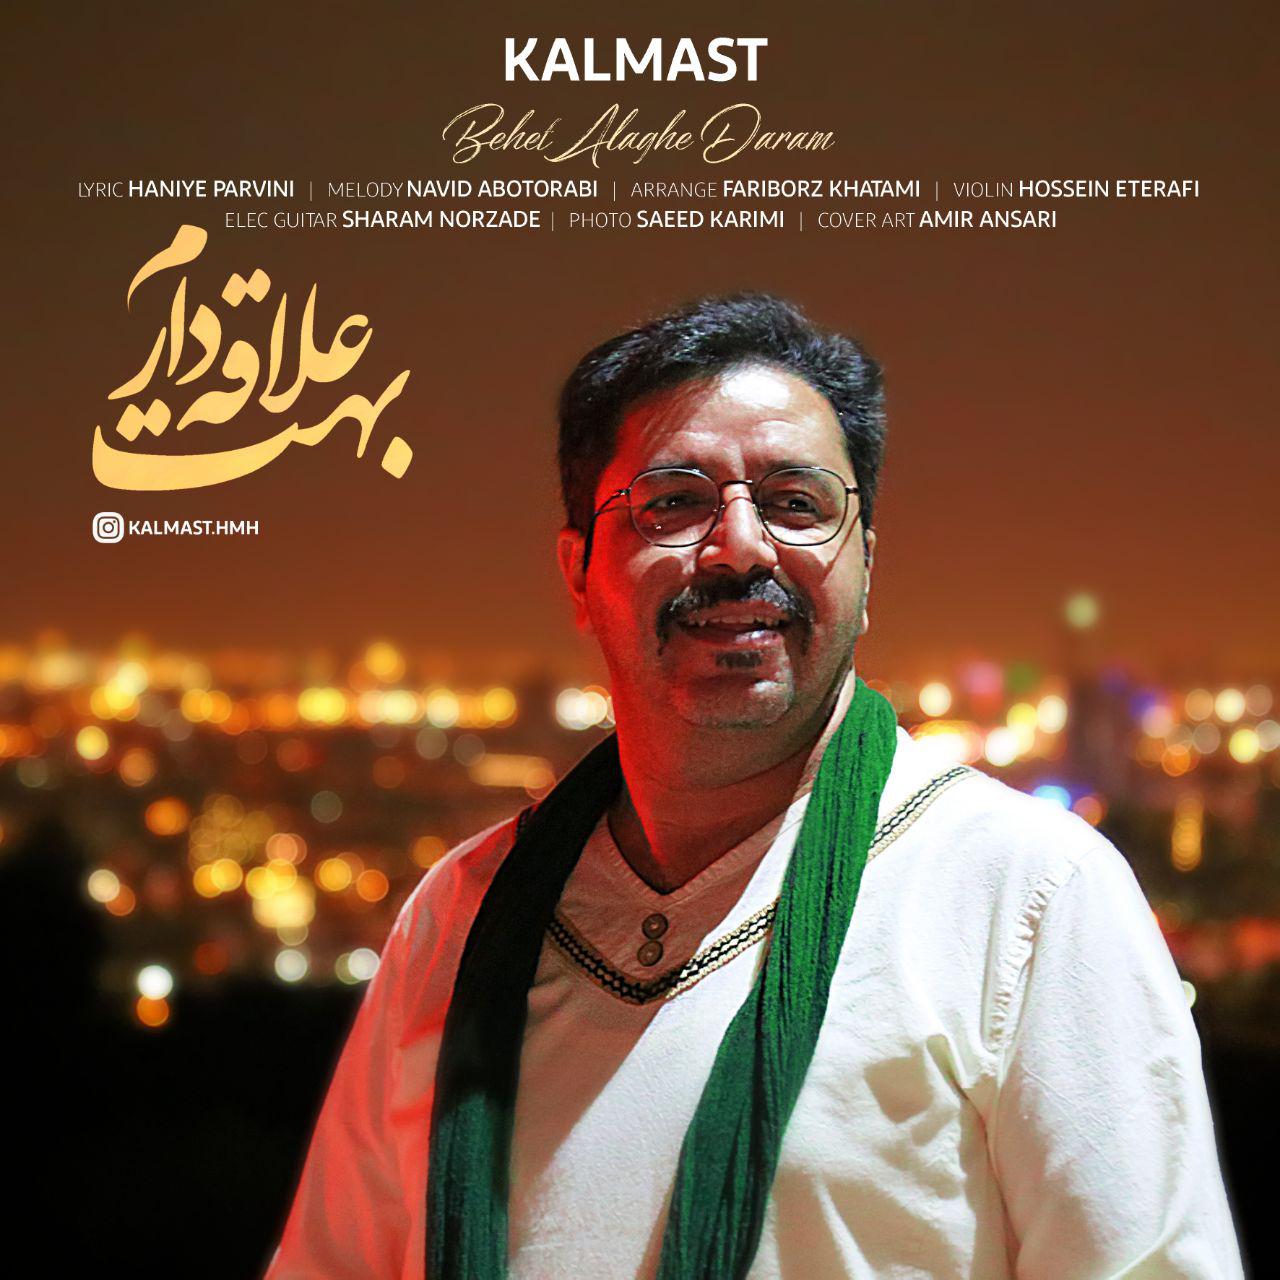 KALMAST
Behet Alaghe Daram
LYRIC HANIYE PARVINI | MELODY NAVID ABOTORABI | ARRANGE FARIBORZ KHATAMI | VIOLIN HOSSEIN ETERAFI
ELEC GUITAR SHARAM NORZADE | PHOTO SAEED KARIMI | COVER ART AMIR ANSARI
بهت علاقه دارم
KALMAST.HMH